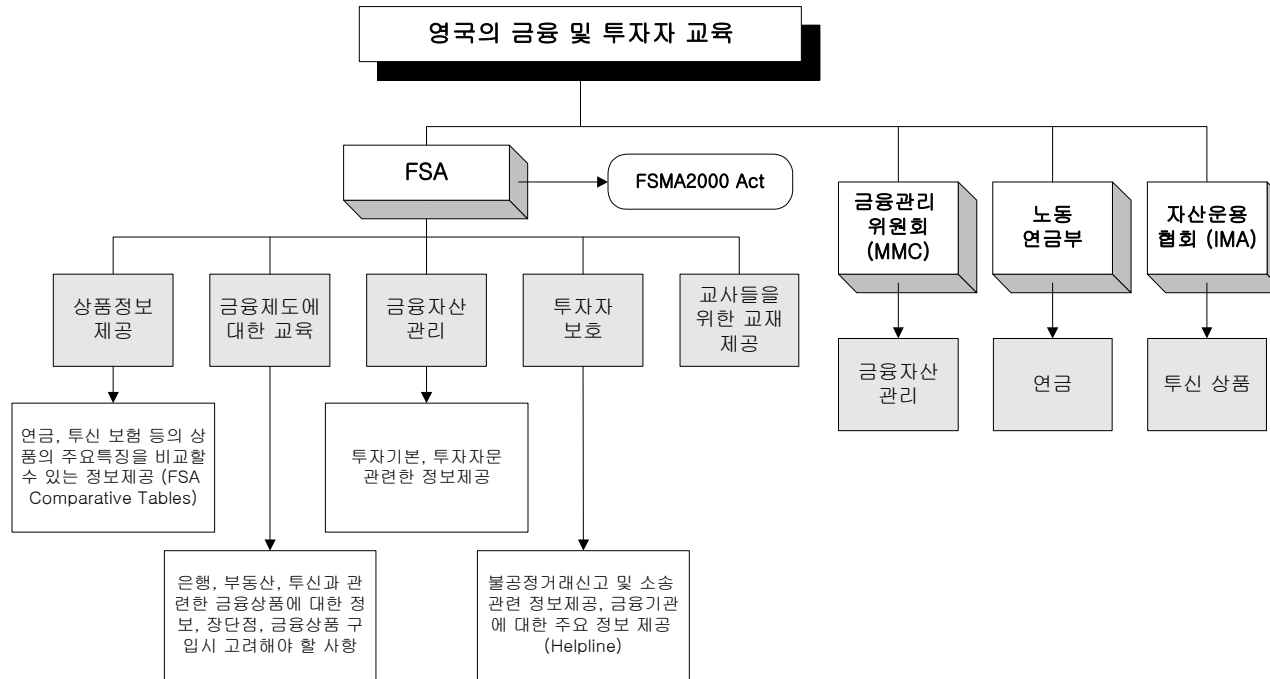 영국의 금융 및 투자자 교육
FSA
FSMA2000 Act
금융관리
위원회
(MMC)
노동
연금부
자산운용
협회 (IMA)
상품정보
제공
금융제도에
대한 교육
금융자산
관리
투자자
보호
교사들을
위한 교재
제공
금융자산
관리
연금
투신 상품
연금, 투신 보험 등의 상
품의 주요특징을 비교할
수 있는 정보제공 (FSA
Comparative Tables)
투자기본, 투자자문
관련한 정보제공
은행, 부동산, 투신과 관
련한 금융상품에 대한 정
보, 장단점, 금융상품 구
입시 고려해야 할 사항
불공정거래신고 및 소송
관련 정보제공, 금융기관
에 대한 주요 정보 제공
(Helpline)